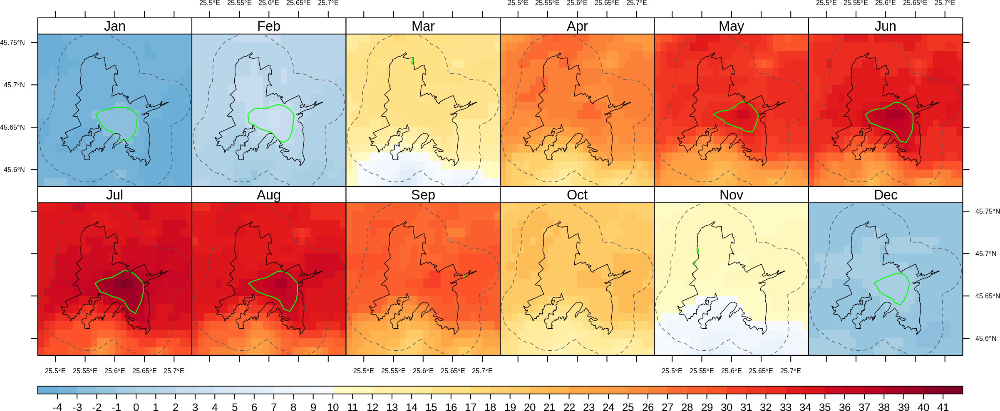 25.5°E 25.55°E 25.6°E 25.65°E 25.7°E 25.5°E 25.55°E 25.6°E 25.65°E 25.7°E 25.5°E 25.55°E 25.6°E 25.65°E 25.7°E
Jan Feb Mar Apr May Jun
45.75°N
45.7°N
45.65°N
45.6°N
Jul Aug Sep Oct Nov Dec
45.75°N
45.7°N
45.65°N
45.6°N
25.5°E 25.55°E 25.6°E 25.65°E 25.7°E 25.5°E 25.55°E 25.6°E 25.65°E 25.7°E 25.5°E 25.55°E 25.6°E 25.65°E 25.7°E
-4 -3 -2 -1 0 1 2 3 4 5 6 7 8 9 10 11 12 13 14 15 16 17 18 19 20 21 22 23 24 25 26 27 28 29 30 31 32 33 34 35 36 37 38 39 40 41